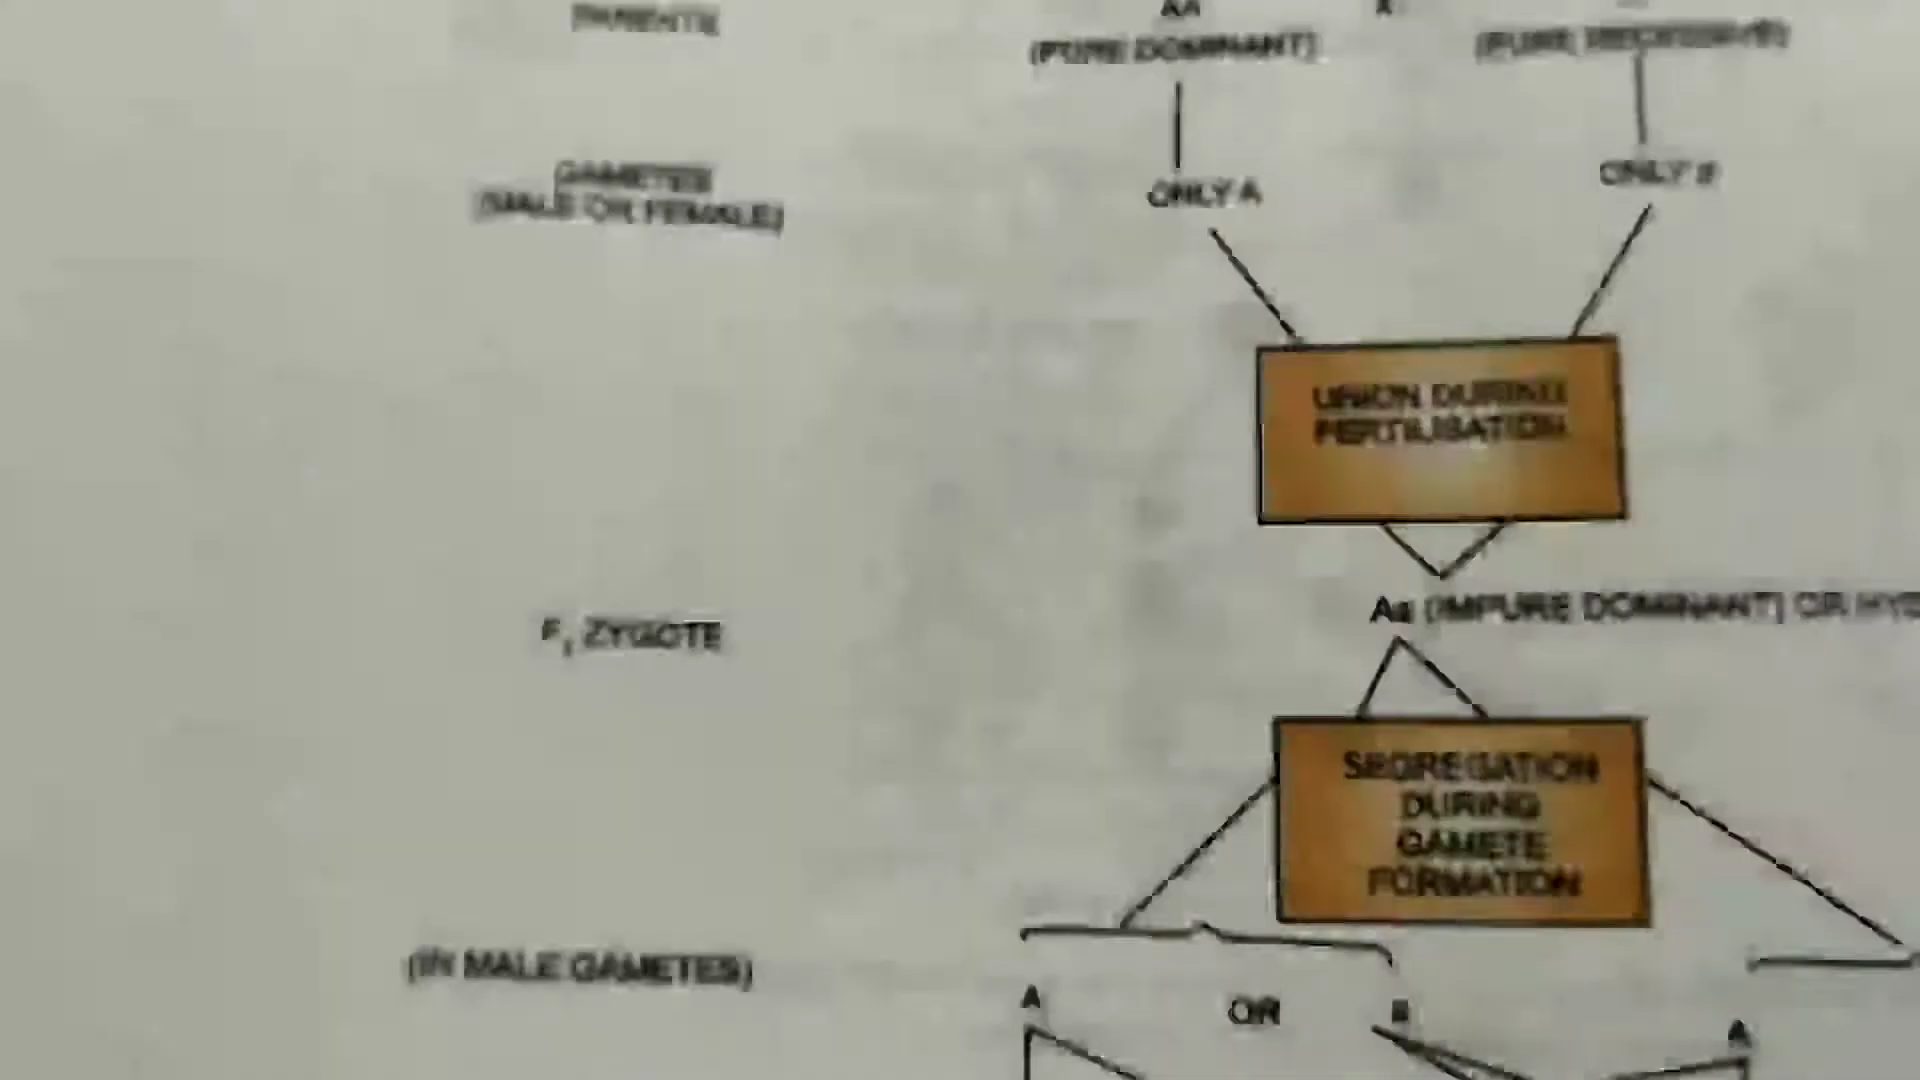 PARENTS
AA
X
(PURE DOMINANT)
(PURE RECESSIVE)
GAMETES
(MALE OR FEMALE)
ONLY A
ONLY a
UNION DURING
FERTILISATION
F1 ZYGOTE
Aa (IMPURE DOMINANT) OR HYB
SEGREGATION
DURING
GAMETE
FORMATION
(IN MALE GAMETES)
A
OR
a
A